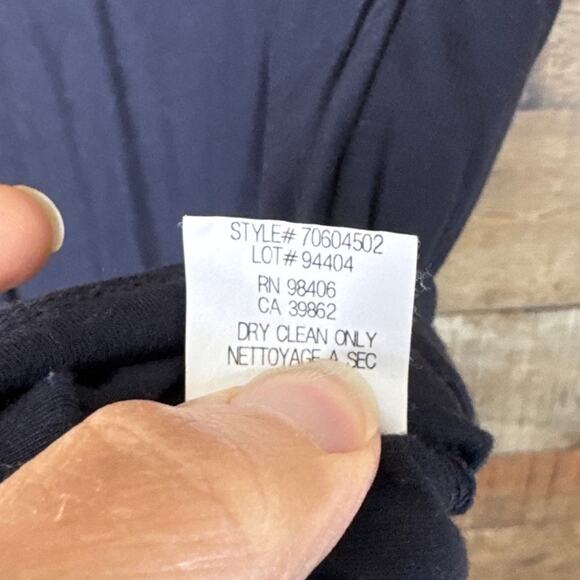 STYLE# 70604502
LOT# 94404
RN 98406
CA 39862
DRY CLEAN ONLY
NETTOYAGE A SEC